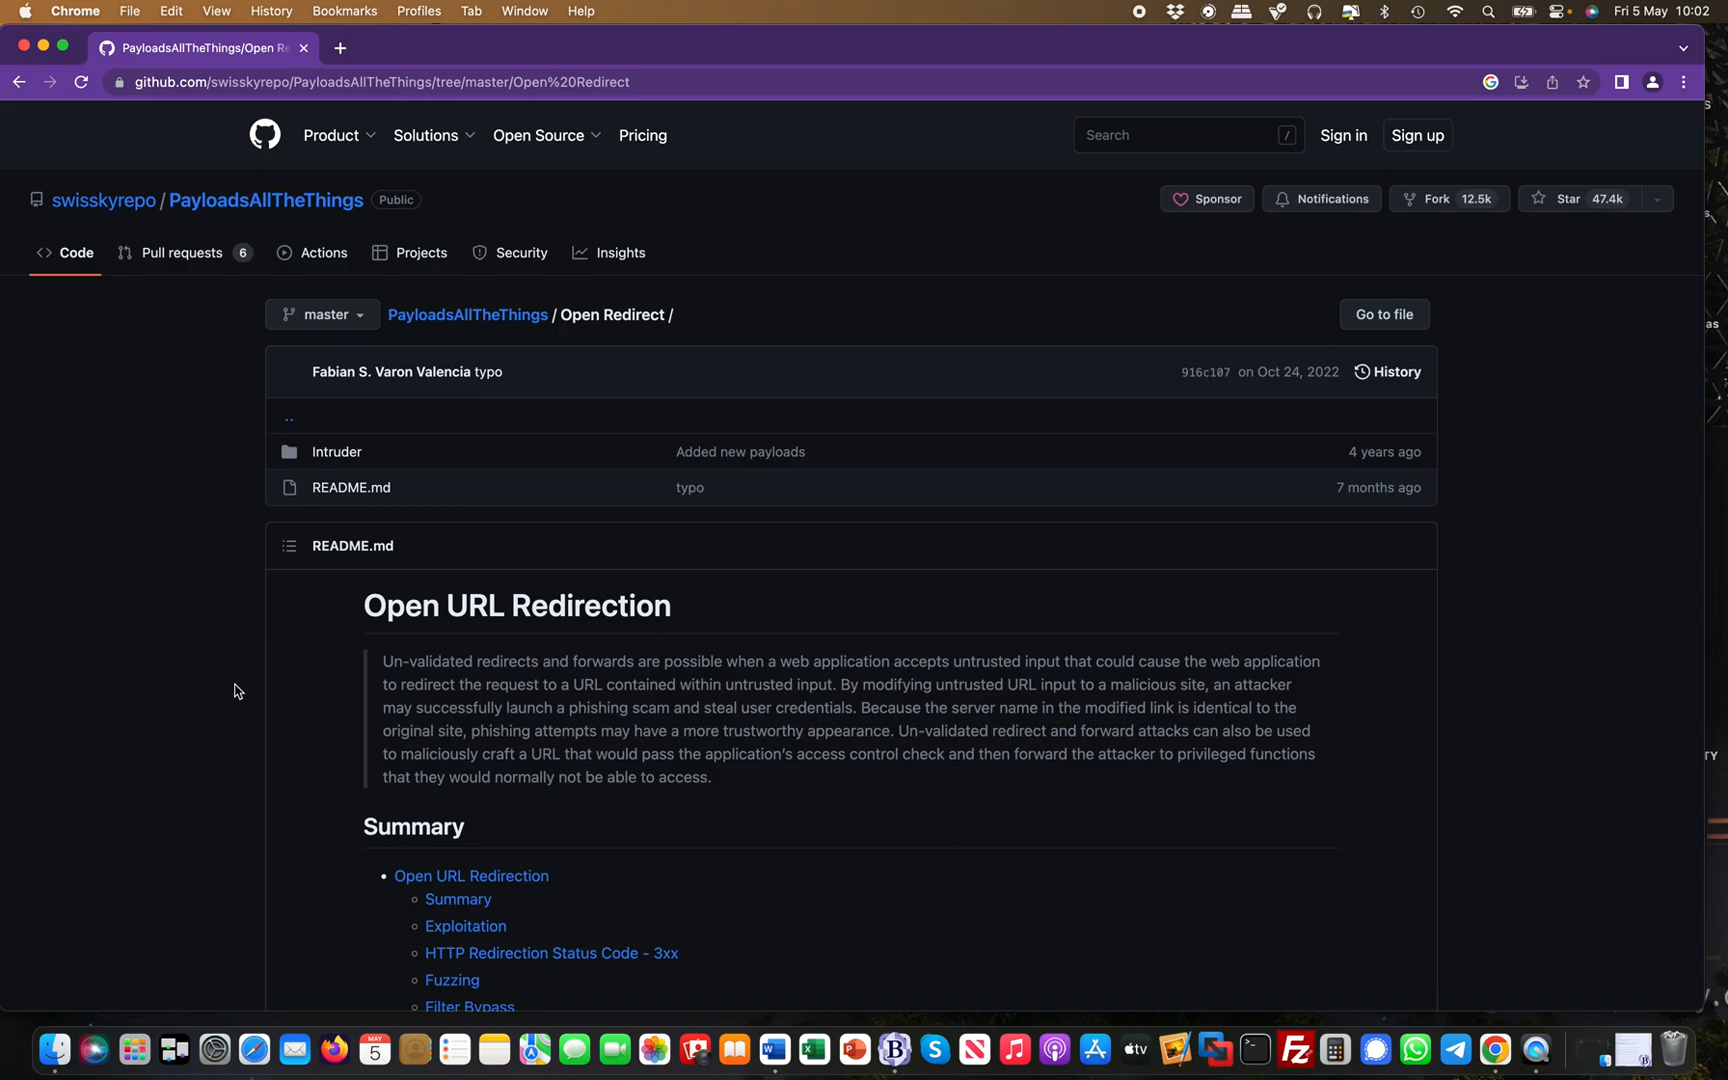 Chrome File Edit View History Bookmarks Profiles Tab Window Help Fri 5 May 10:02
PayloadsAllTheThings/Open Re
github.com/swisskyrepo/PayloadsAllTheThings/tree/master/Open%20Redirect
Product Solutions Open Source Pricing Search / Sign in Sign up
swisskyrepo / PayloadsAllTheThings Public Sponsor Notifications Fork 12.5k Star 47.4k
Code Pull requests 6 Actions Projects Security Insights
master PayloadsAllTheThings / Open Redirect / Go to file
Fabian S. Varon Valencia typo 916c107 on Oct 24, 2022 History
..
Intruder Added new payloads 4 years ago
README.md typo 7 months ago
README.md
Open URL Redirection
Un-validated redirects and forwards are possible when a web application accepts untrusted input that could cause the web application
to redirect the request to a URL contained within untrusted input. By modifying untrusted URL input to a malicious site, an attacker
may successfully launch a phishing scam and steal user credentials. Because the server name in the modified link is identical to the
original site, phishing attempts may have a more trustworthy appearance. Un-validated redirect and forward attacks can also be used
to maliciously craft a URL that would pass the application's access control check and then forward the attacker to privileged functions
that they would normally not be able to access.
Summary
• Open URL Redirection
○ Summary
○ Exploitation
○ HTTP Redirection Status Code - 3xx
○ Fuzzing
○ Filter Bypass
MAY
5
tv